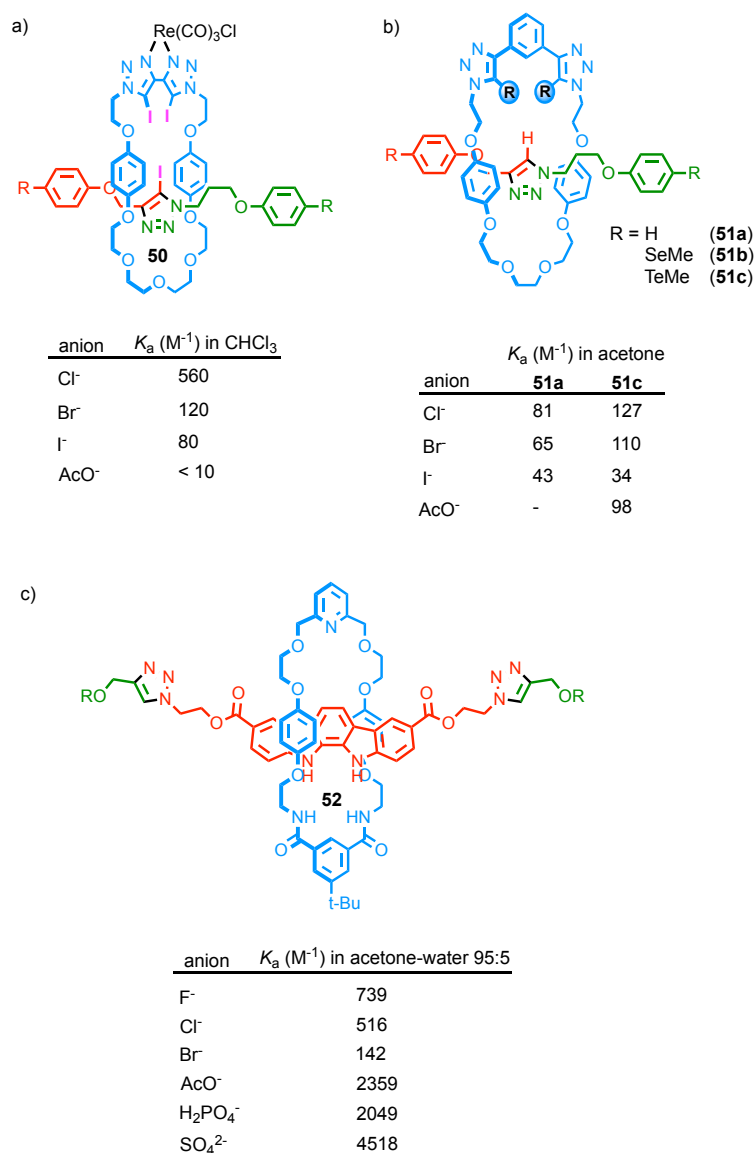 a)
Re(CO)3Cl
N N N N
N N
I I
O O
R O I O R
N
N=N
O O
50
O O
O
anion Ka (M-1) in CHCl3
Cl- 560
Br- 120
I- 80
AcO- < 10
b)
N N N N
N R R N
O O
H
R O N O R
N=N
O O
O O
R = H (51a)
SeMe (51b)
TeMe (51c)
Ka (M-1) in acetone
anion 51a 51c
Cl- 81 127
Br- 65 110
I- 43 34
AcO- - 98
c)
N
O O
N N N N
RO N O O O O N OR
O O
N N
H H
O O
52
NH HN
O O
t-Bu
anion Ka (M-1) in acetone-water 95:5
F- 739
Cl- 516
Br- 142
AcO- 2359
H2PO4- 2049
SO42- 4518